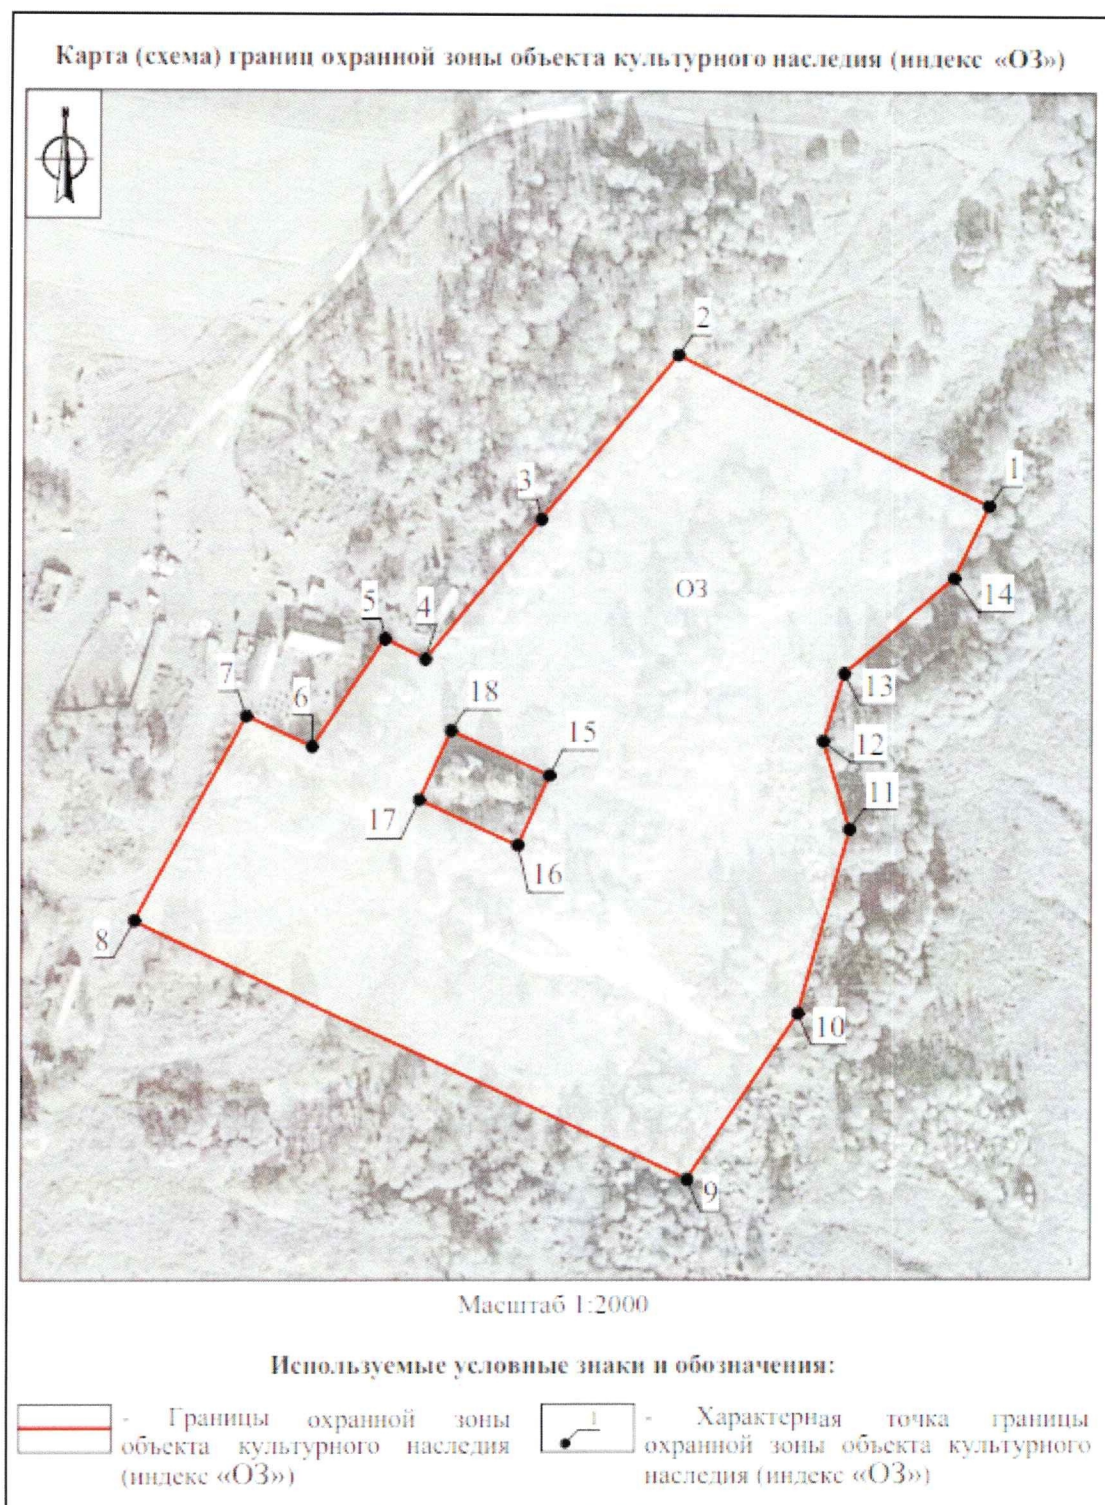 Карта (схема) границ охранной зоны объекта культурного наследия (индекс «ОЗ»)
N
2
3
1
ОЗ
14
5
4
7
6
13
18
15
12
17
11
16
8
10
9
Масштаб 1:2000
Используемые условные знаки и обозначения:
- Границы охранной зоны
объекта культурного наследия
(индекс «ОЗ»)
1
- Характерная точка границы
охранной зоны объекта культурного
наследия (индекс «ОЗ»)